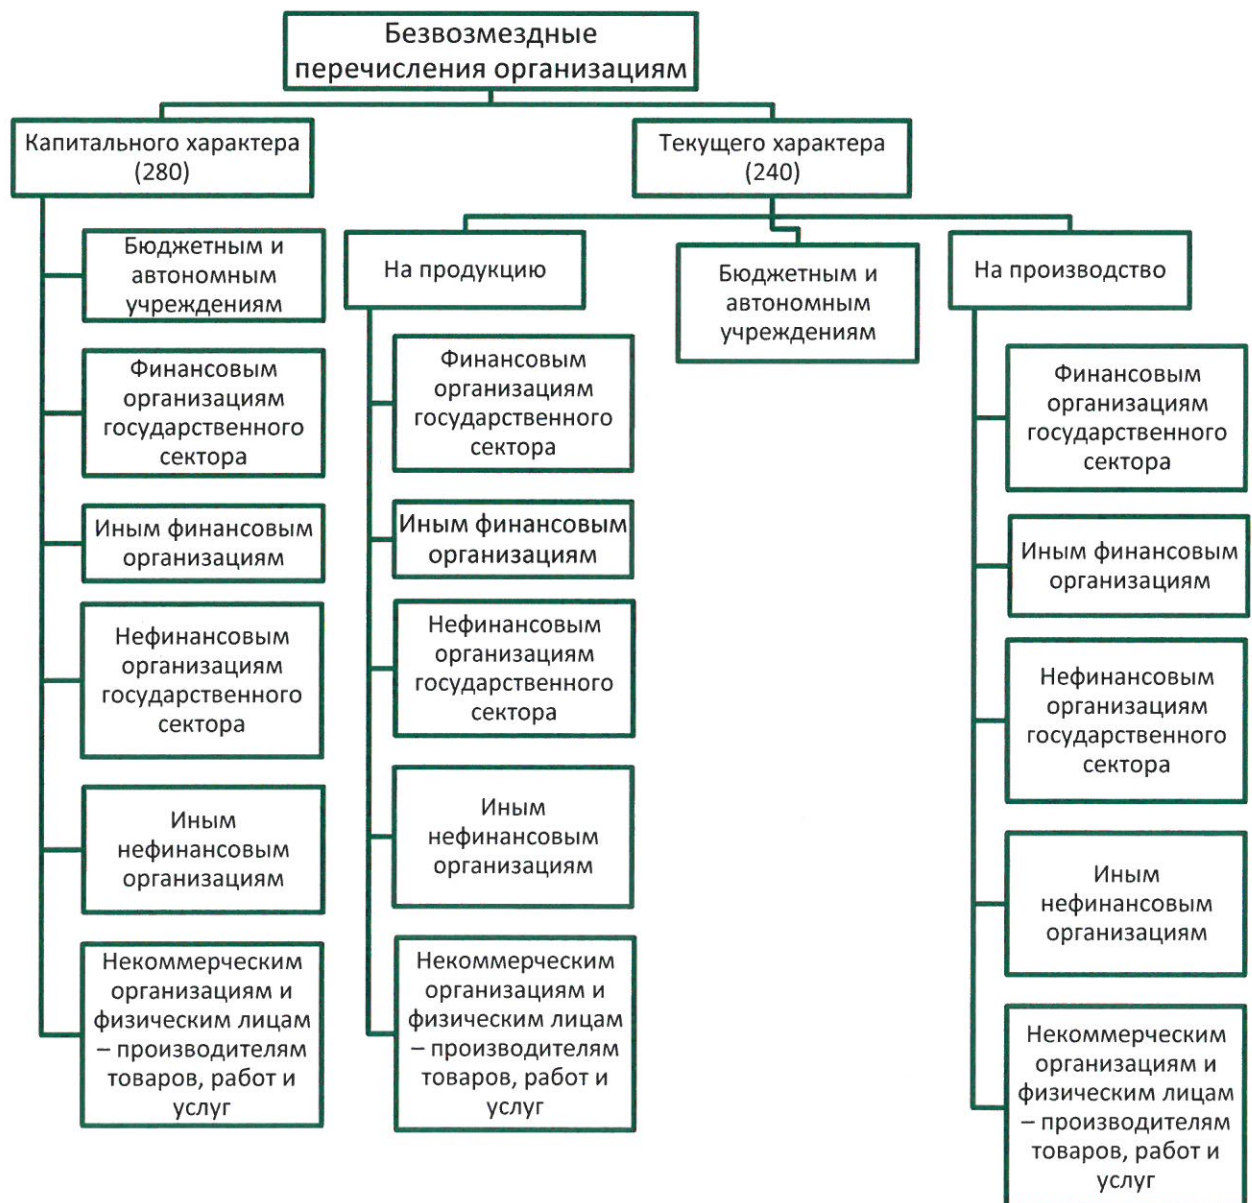 Безвозмездные
перечисления организациям
Капитального характера
(280)
Текущего характера
(240)
Бюджетным и
автономным
учреждениям
Финансовым
организациям
государственного
сектора
Иным финансовым
организациям
Нефинансовым
организациям
государственного
сектора
Иным
нефинансовым
организациям
Некоммерческим
организациям и
физическим лицам
– производителям
товаров, работ и
услуг
На продукцию
Финансовым
организациям
государственного
сектора
Иным финансовым
организациям
Нефинансовым
организациям
государственного
сектора
Иным
нефинансовым
организациям
Некоммерческим
организациям и
физическим лицам
– производителям
товаров, работ и
услуг
Бюджетным и
автономным
учреждениям
На производство
Финансовым
организациям
государственного
сектора
Иным финансовым
организациям
Нефинансовым
организациям
государственного
сектора
Иным
нефинансовым
организациям
Некоммерческим
организациям и
физическим лицам
– производителям
товаров, работ и
услуг